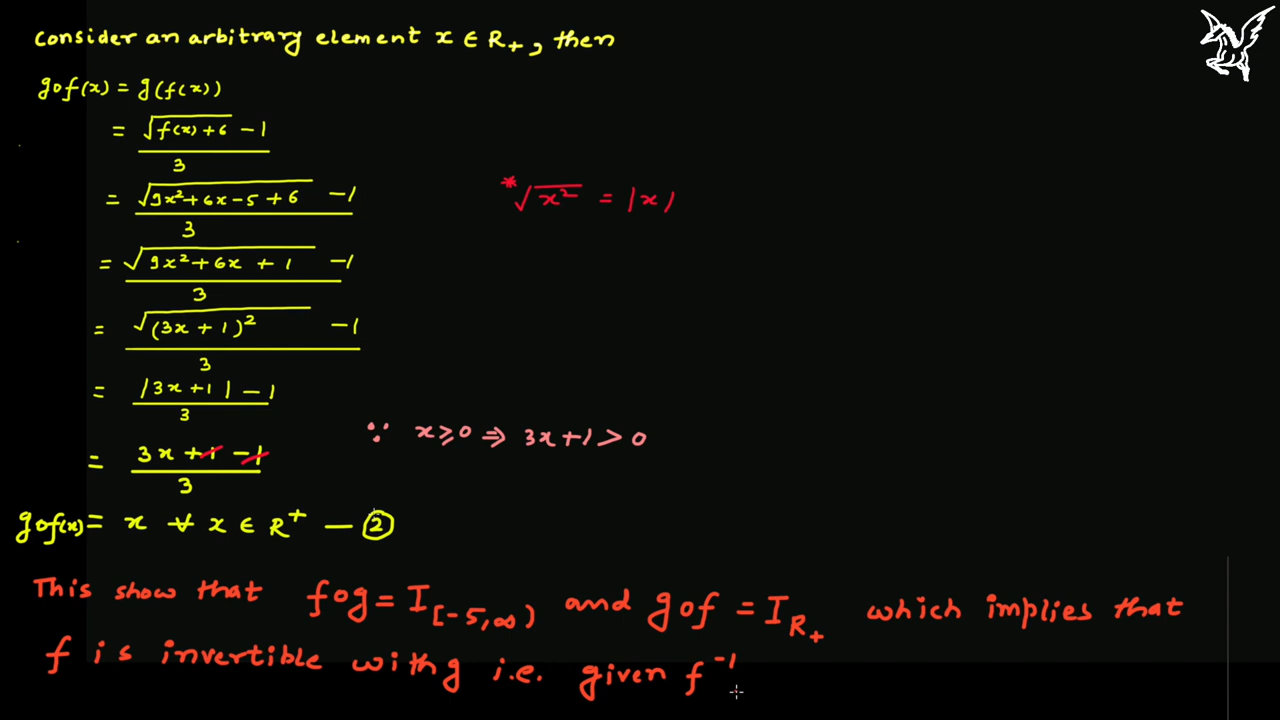 consider an arbitrary element x ∈ R₊, then
gof(x) = g(f(x))
= (√(f(x)+6) - 1)/3
= (√(9x²+6x-5+6) - 1)/3
*√x² = |x|
= (√(9x²+6x+1) - 1)/3
= (√((3x+1)²) - 1)/3
= (|3x+1| - 1)/3
∵ x ≥ 0 ⇒ 3x+1 > 0
= (3x+1-1)/3
gof(x) = x ∀ x ∈ R⁺ — ②
This show that fog = I[-5,∞) and gof = I R₊ which implies that
f is invertible with g i.e. given f⁻¹